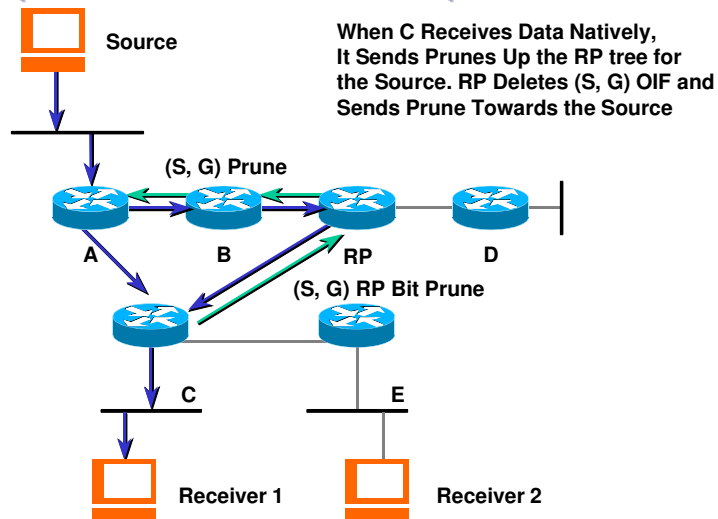 Source
When C Receives Data Natively,
It Sends Prunes Up the RP tree for
the Source. RP Deletes (S, G) OIF and
Sends Prune Towards the Source
(S, G) Prune
A
B
RP
D
(S, G) RP Bit Prune
C
E
Receiver 1
Receiver 2